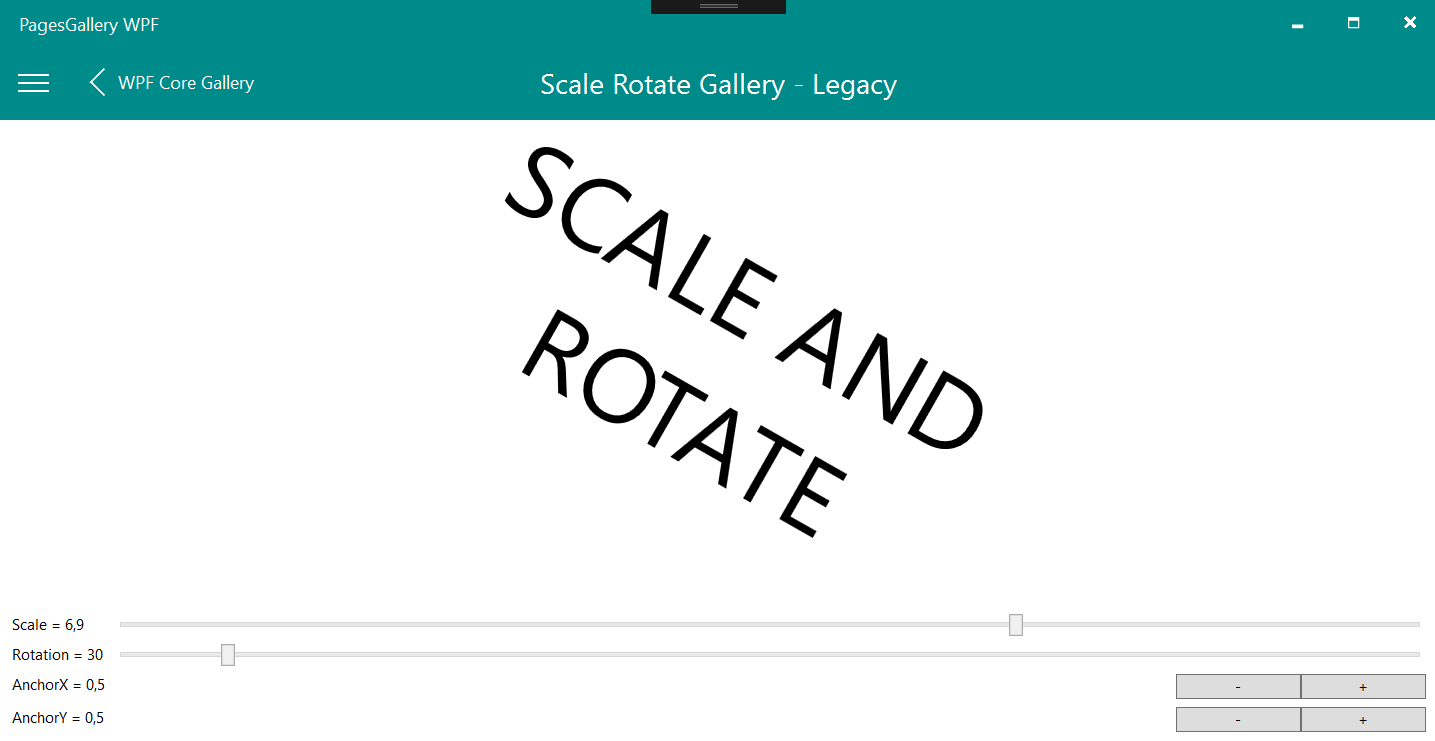 PagesGallery WPF
WPF Core Gallery
Scale Rotate Gallery - Legacy
SCALE AND
ROTATE
Scale = 6,9
Rotation = 30
AnchorX = 0,5
- +
AnchorY = 0,5
- +